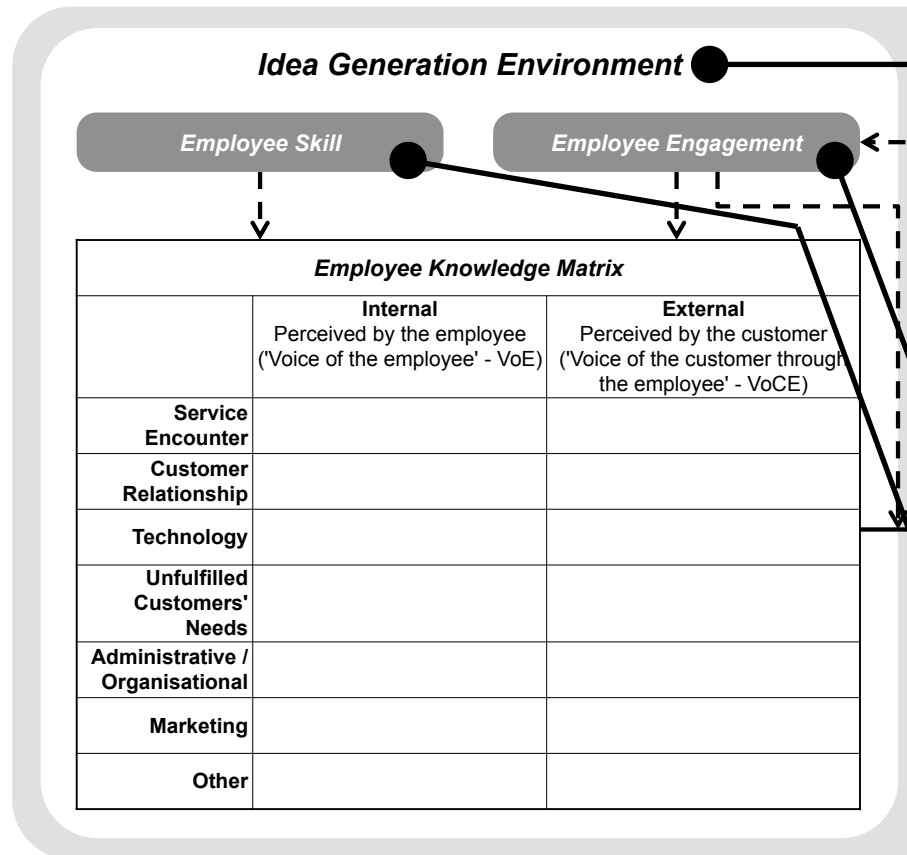 Idea Generation Environment
Employee Skill
Employee Engagement
Employee Knowledge Matrix
Internal
Perceived by the employee
('Voice of the employee' - VoE)
External
Perceived by the customer
('Voice of the customer through
the employee' - VoCE)
Service
Encounter
Customer
Relationship
Technology
Unfulfilled
Customers'
Needs
Administrative /
Organisational
Marketing
Other